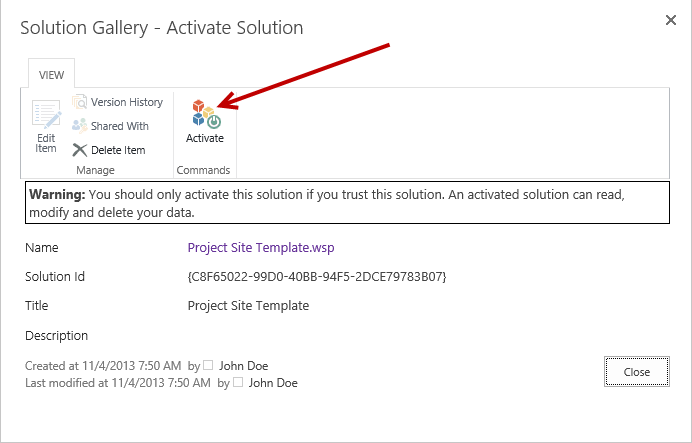 Solution Gallery - Activate Solution
VIEW
Edit
Item
Version History
Shared With
Delete Item
Manage
Activate
Commands
Warning: You should only activate this solution if you trust this solution. An activated solution can read,
modify and delete your data.
Name Project Site Template.wsp
Solution Id {C8F65022-99D0-40BB-94F5-2DCE79783B07}
Title Project Site Template
Description
Created at 11/4/2013 7:50 AM by John Doe
Last modified at 11/4/2013 7:50 AM by John Doe
Close